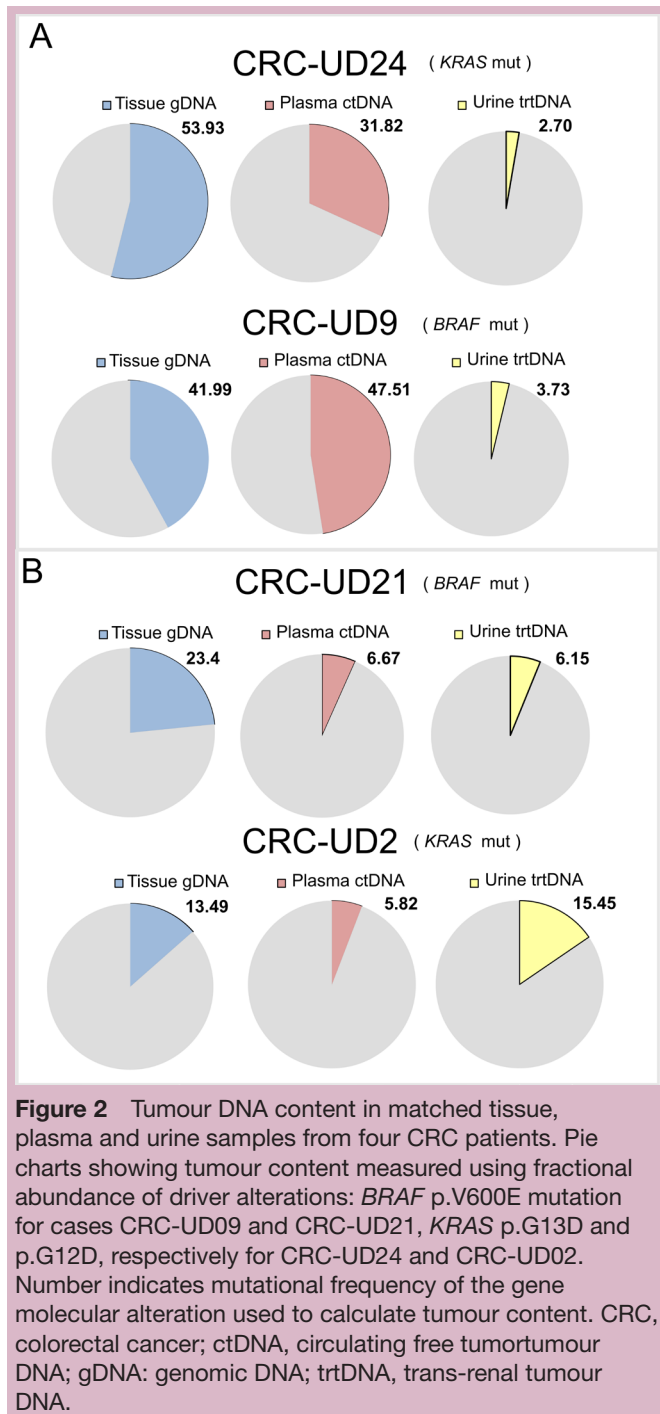 A
CRC-UD24 ( KRAS mut )
Tissue gDNA Plasma ctDNA Urine trtDNA
53.93 31.82 2.70
CRC-UD9 ( BRAF mut )
Tissue gDNA Plasma ctDNA Urine trtDNA
41.99 47.51 3.73
B
CRC-UD21 ( BRAF mut )
Tissue gDNA Plasma ctDNA Urine trtDNA
23.4 6.67 6.15
CRC-UD2 ( KRAS mut )
Tissue gDNA Plasma ctDNA Urine trtDNA
13.49 5.82 15.45
Figure 2 Tumour DNA content in matched tissue,
plasma and urine samples from four CRC patients. Pie
charts showing tumour content measured using fractional
abundance of driver alterations: BRAF p.V600E mutation
for cases CRC-UD09 and CRC-UD21, KRAS p.G13D and
p.G12D, respectively for CRC-UD24 and CRC-UD02.
Number indicates mutational frequency of the gene
molecular alteration used to calculate tumour content. CRC,
colorectal cancer; ctDNA, circulating free tumortumour
DNA; gDNA: genomic DNA; trtDNA, trans-renal tumour
DNA.